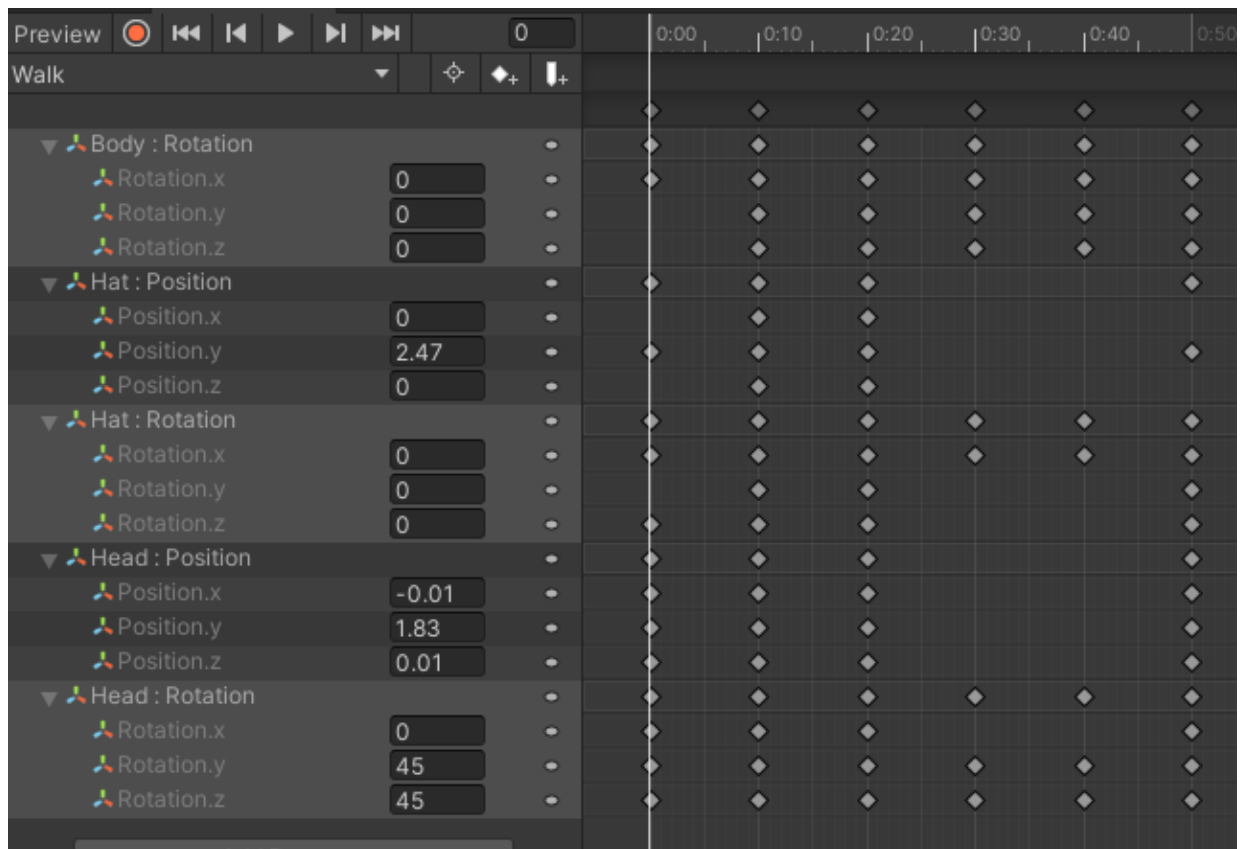 Preview 0 0:00 0:10 0:20 0:30 0:40 0:50
Walk
Body : Rotation
Rotation.x 0
Rotation.y 0
Rotation.z 0
Hat : Position
Position.x 0
Position.y 2.47
Position.z 0
Hat : Rotation
Rotation.x 0
Rotation.y 0
Rotation.z 0
Head : Position
Position.x -0.01
Position.y 1.83
Position.z 0.01
Head : Rotation
Rotation.x 0
Rotation.y 45
Rotation.z 45